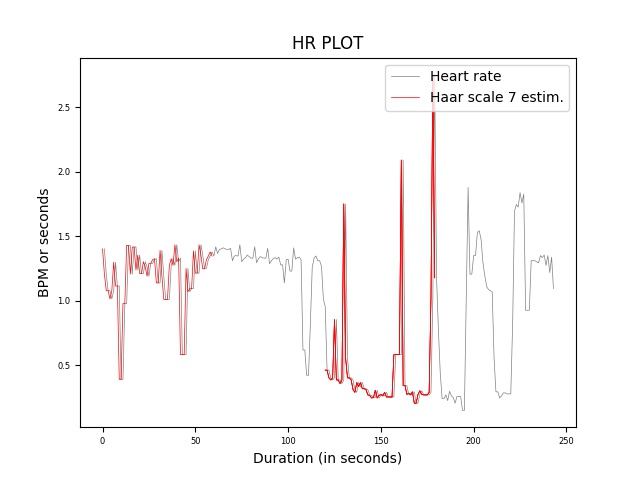 HR PLOT
Heart rate
Haar scale 7 estim.
BPM or seconds
2.5
2.0
1.5
1.0
0.5
0 50 100 150 200 250
Duration (in seconds)